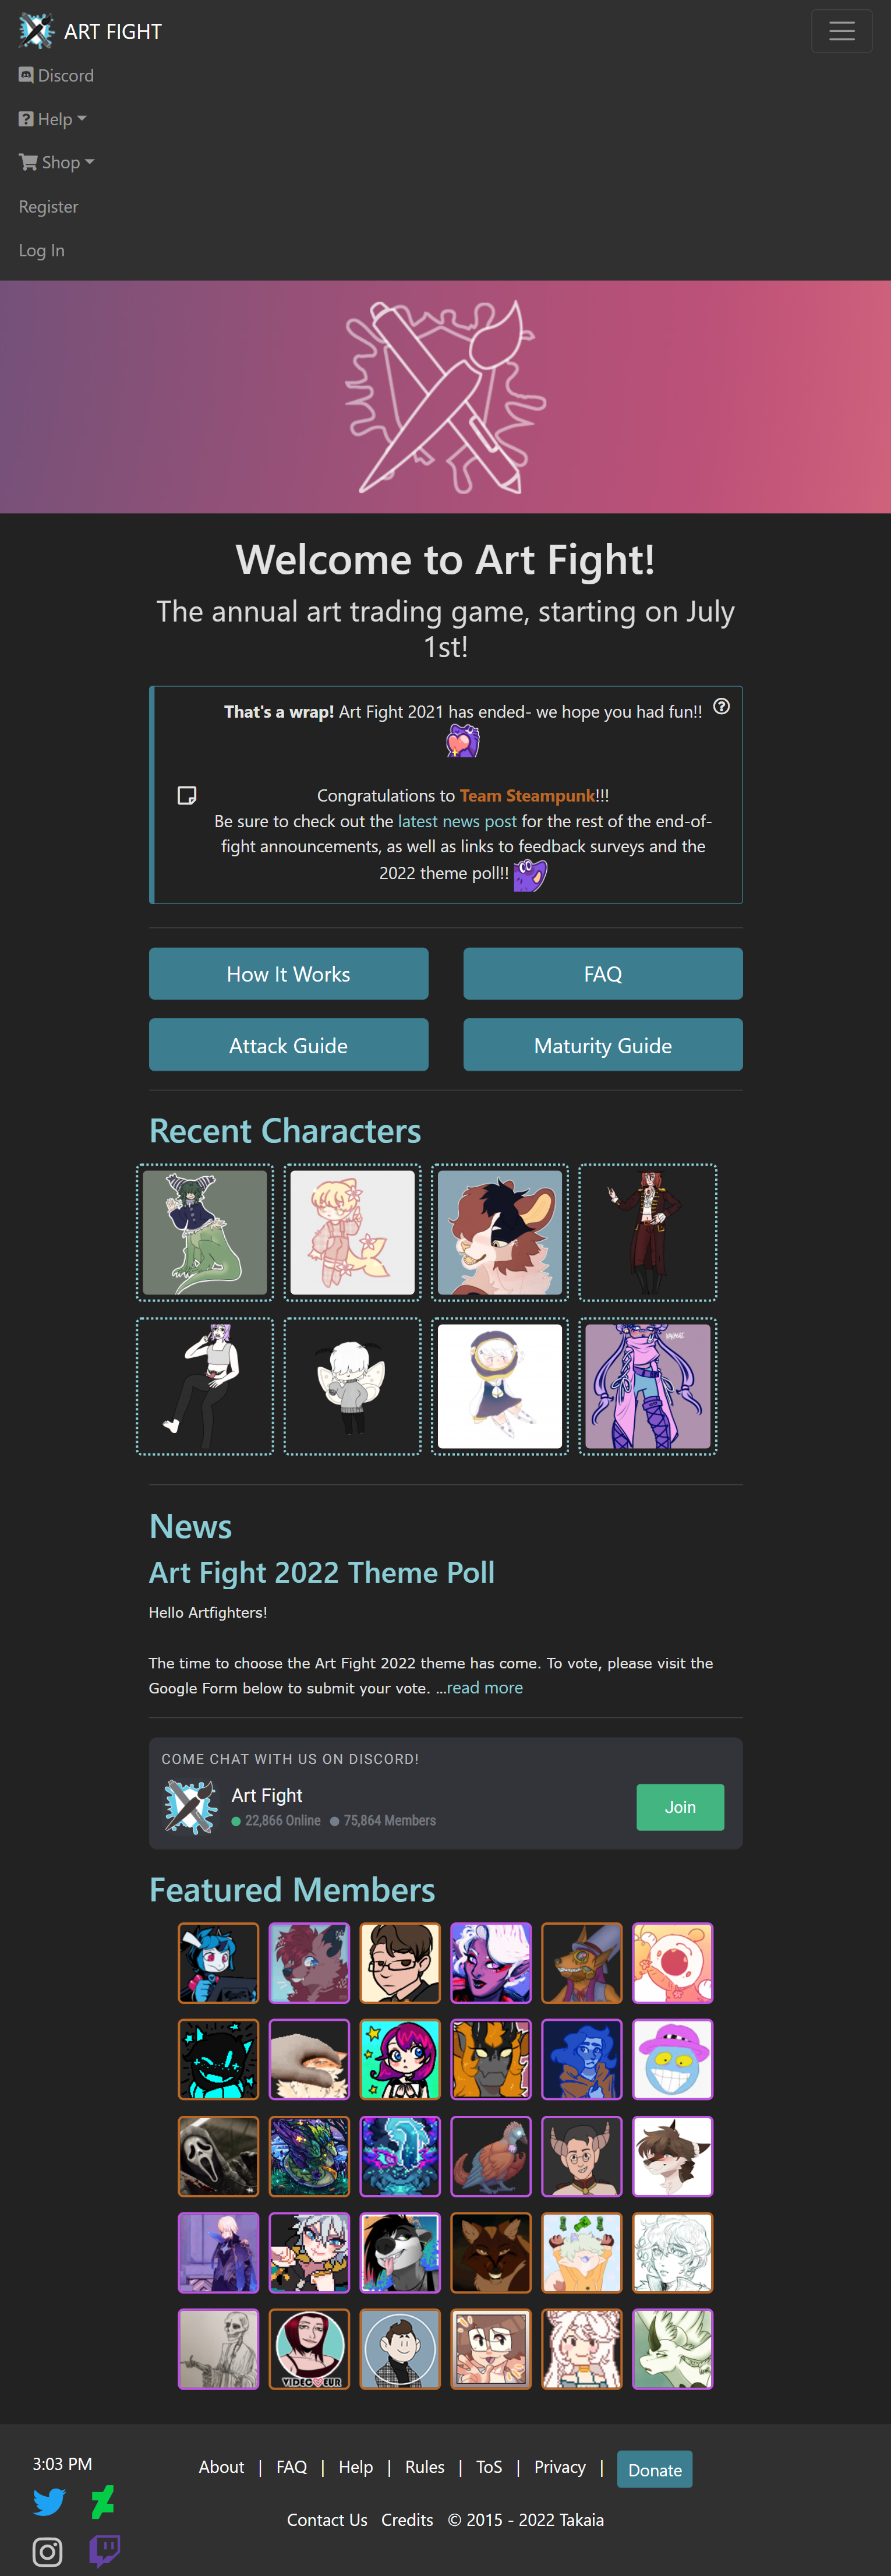 ART FIGHT
Discord
Help
Shop
Register
Log In
Welcome to Art Fight!
The annual art trading game, starting on July
1st!
That's a wrap! Art Fight 2021 has ended- we hope you had fun!!
Congratulations to Team Steampunk!!!
Be sure to check out the latest news post for the rest of the end-of-
fight announcements, as well as links to feedback surveys and the
2022 theme poll!!
How It Works
FAQ
Attack Guide
Maturity Guide
Recent Characters
News
Art Fight 2022 Theme Poll
Hello Artfighters!
The time to choose the Art Fight 2022 theme has come. To vote, please visit the
Google Form below to submit your vote. ...read more
COME CHAT WITH US ON DISCORD!
Art Fight
22,866 Online 75,864 Members
Join
Featured Members
3:03 PM
About | FAQ | Help | Rules | ToS | Privacy | Donate
Contact Us Credits © 2015 - 2022 Takaia